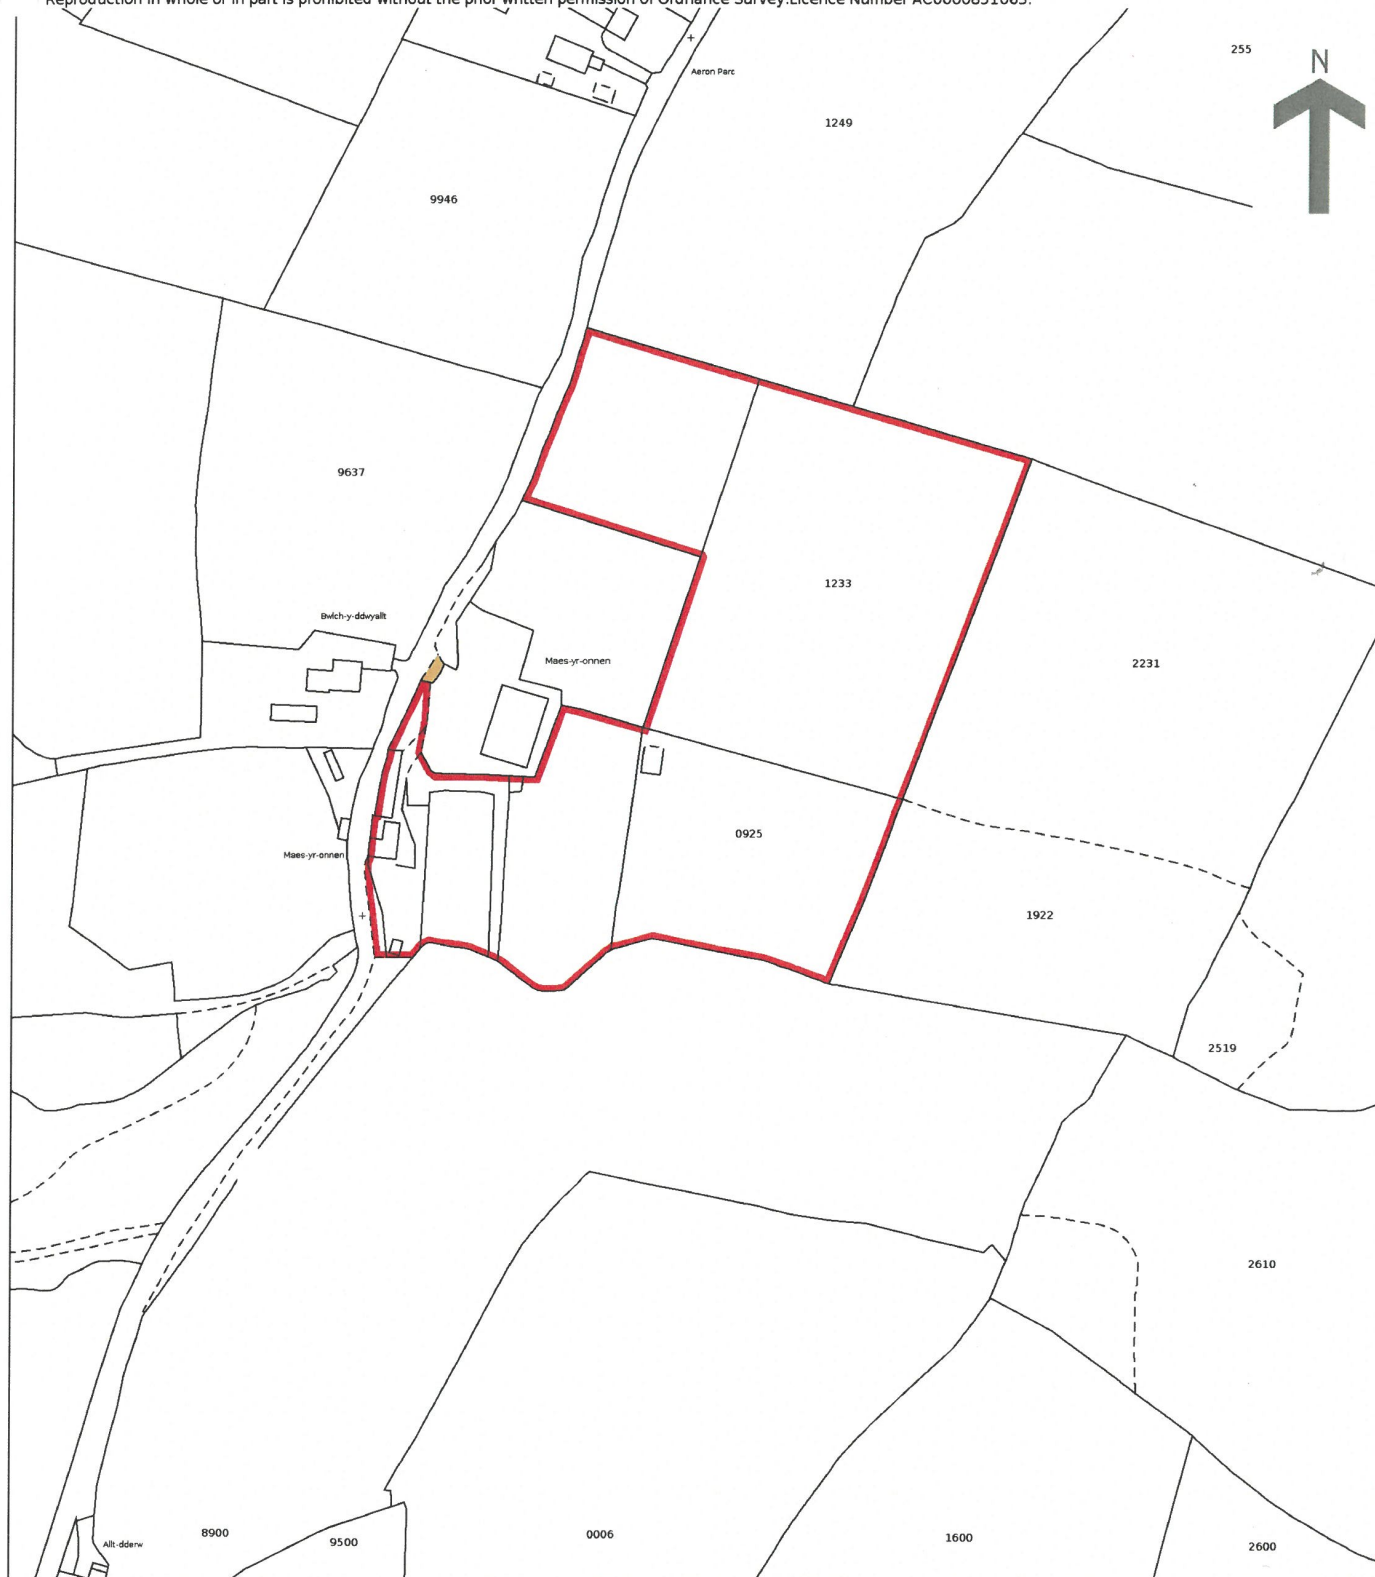 Reproduction in whole or in part is prohibited without the prior written permission of Ordnance Survey.Licence Number AC0000851063.
255
N
Aeron Parc
1249
9946
9637
1233
Bwlch-y-ddwyallt
Maes-yr-onnen
2231
0925
Maes-yr-onnen
1922
2519
2610
8900
9500
0006
1600
2600
Allt-dderw